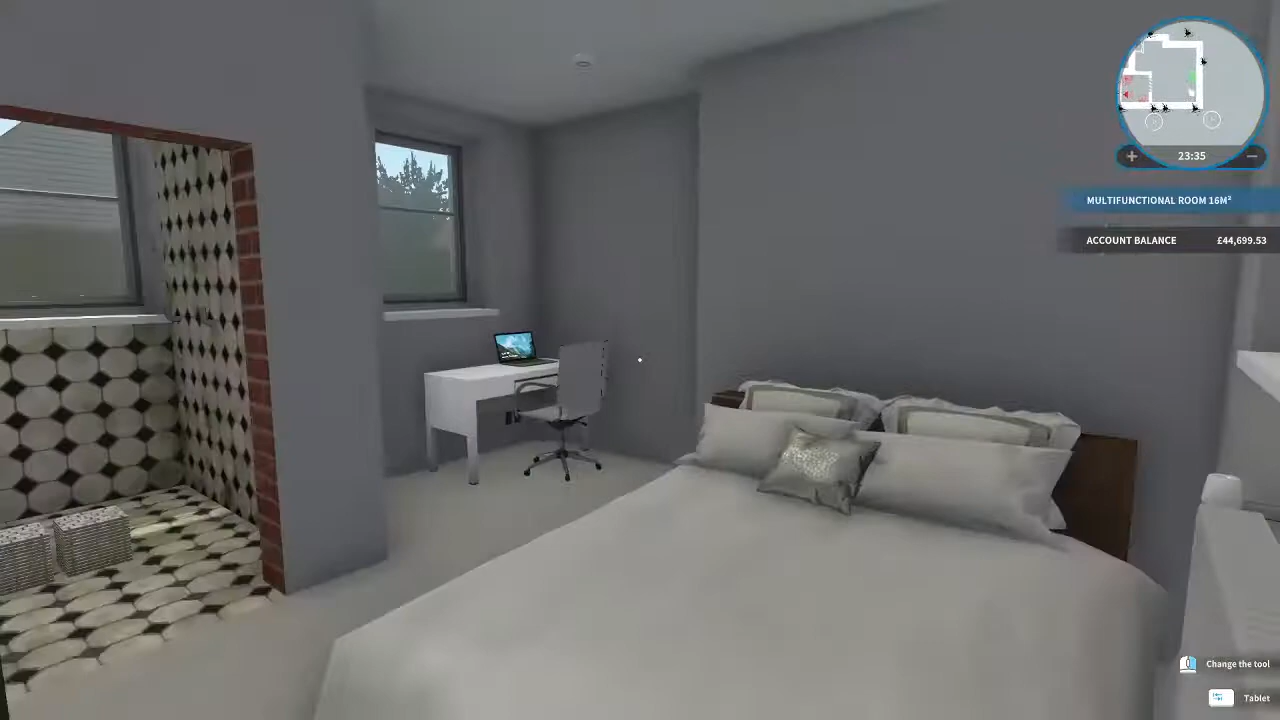 23:35
MULTIFUNCTIONAL ROOM 16M²
ACCOUNT BALANCE £44,699.53
Change the tool
Tablet